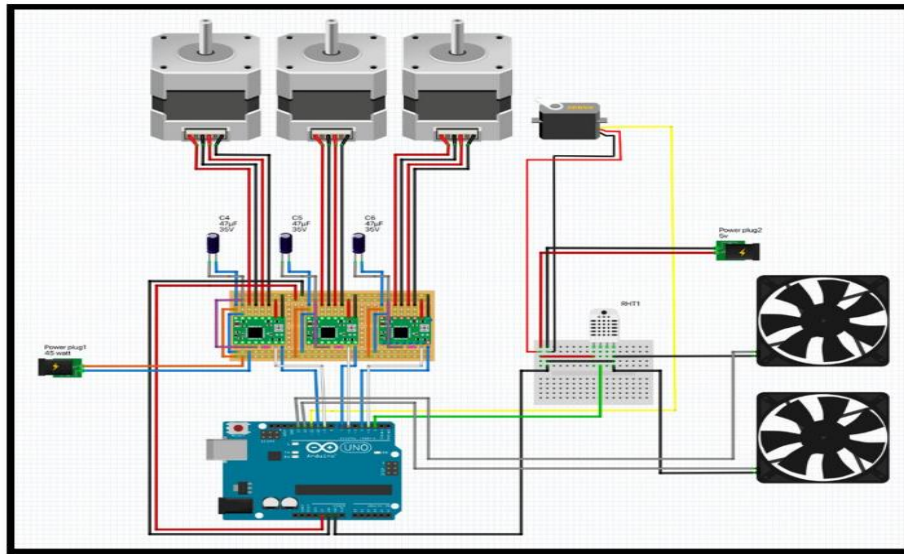 C4
47µF
35V
C5
47µF
35V
C6
47µF
35V
Power plug2
5v
RHT1
Power plug1
45 watt
UNO